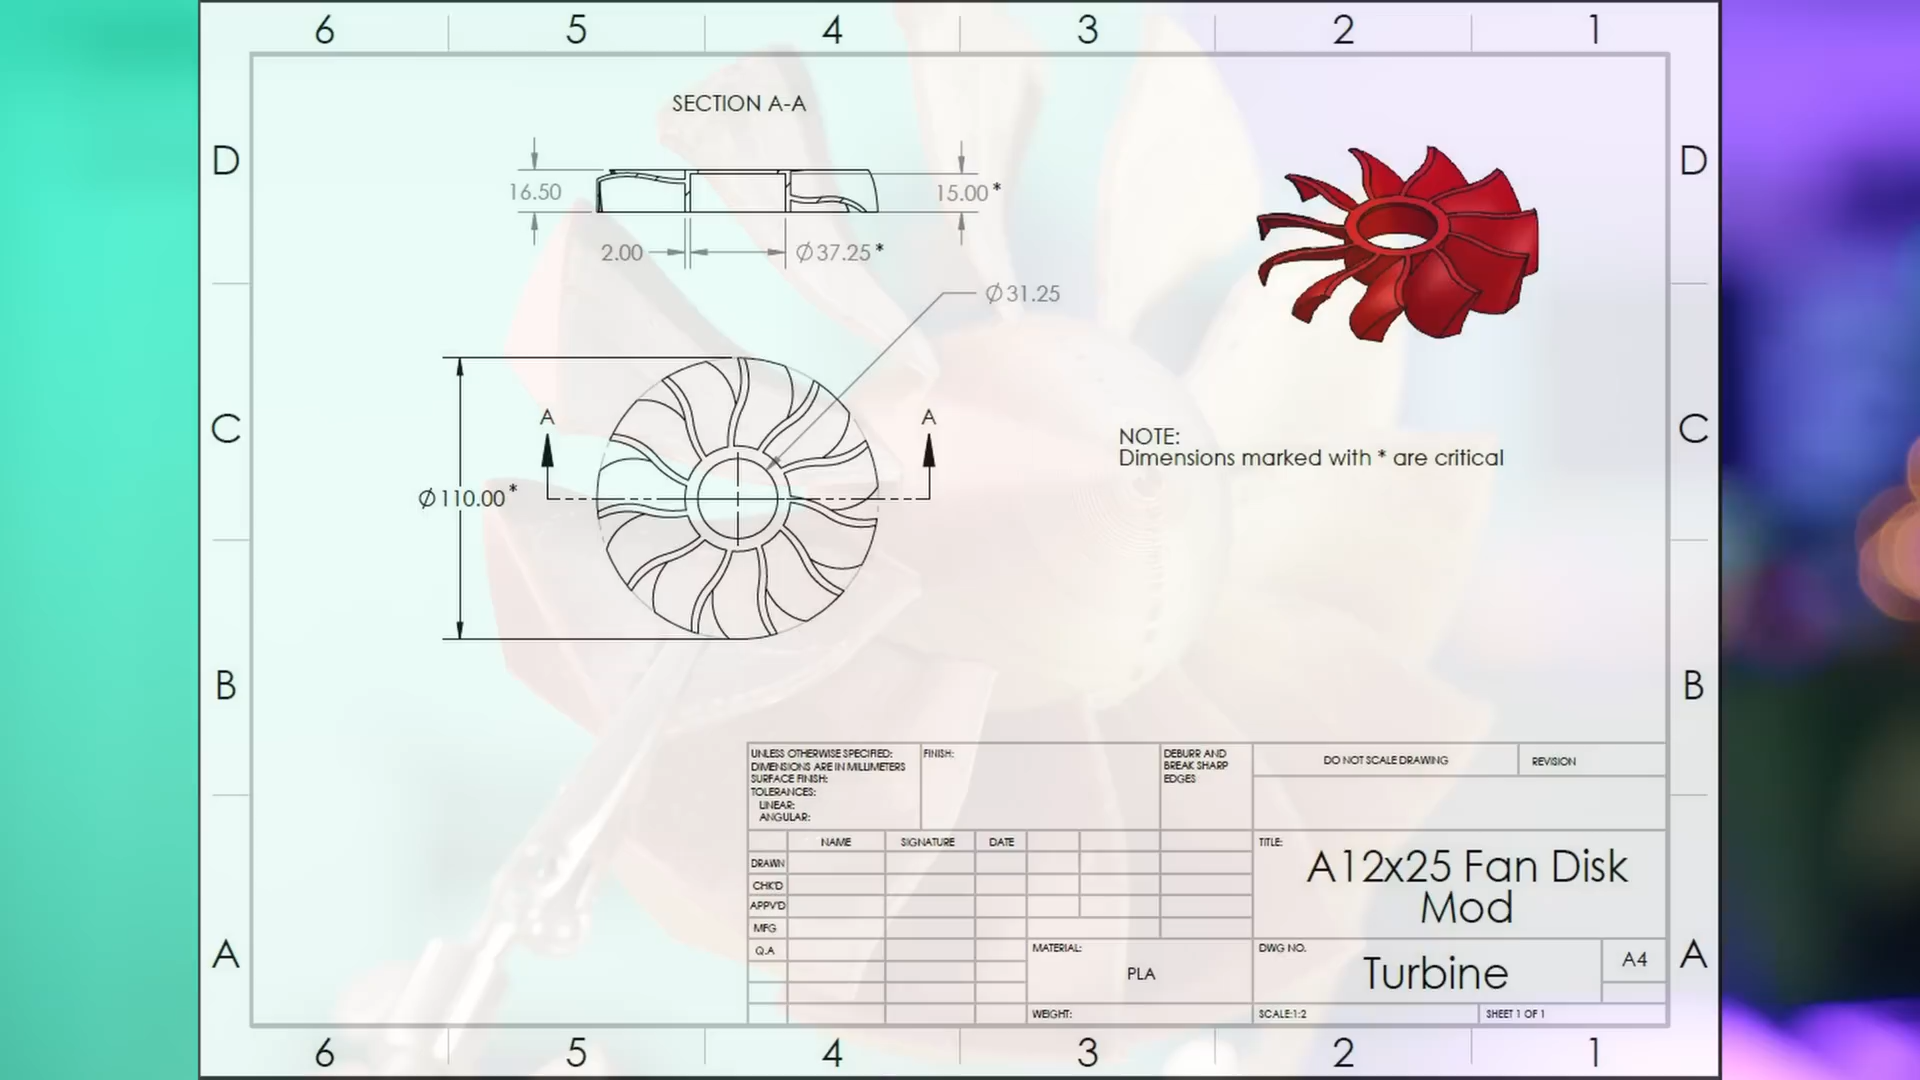 6 5 4 3 2 1
SECTION A-A
D D
16.50
15.00*
2.00
Ø37.25*
Ø31.25
C C
A A
NOTE:
Dimensions marked with * are critical
Ø110.00*
B B
UNLESS OTHERWISE SPECIFIED:
DIMENSIONS ARE IN MILLIMETERS
SURFACE FINISH:
TOLERANCES:
LINEAR:
ANGULAR:
FINISH:
DEBURR AND
BREAK SHARP
EDGES
DO NOT SCALE DRAWING
REVISION
NAME SIGNATURE DATE
DRAWN
CHK'D
APPV'D
MFG
Q.A
TITLE:
A12x25 Fan Disk
Mod
MATERIAL:
PLA
DWG NO.
Turbine
A4
A A
WEIGHT:
SCALE:1:2
SHEET 1 OF 1
6 5 4 3 2 1